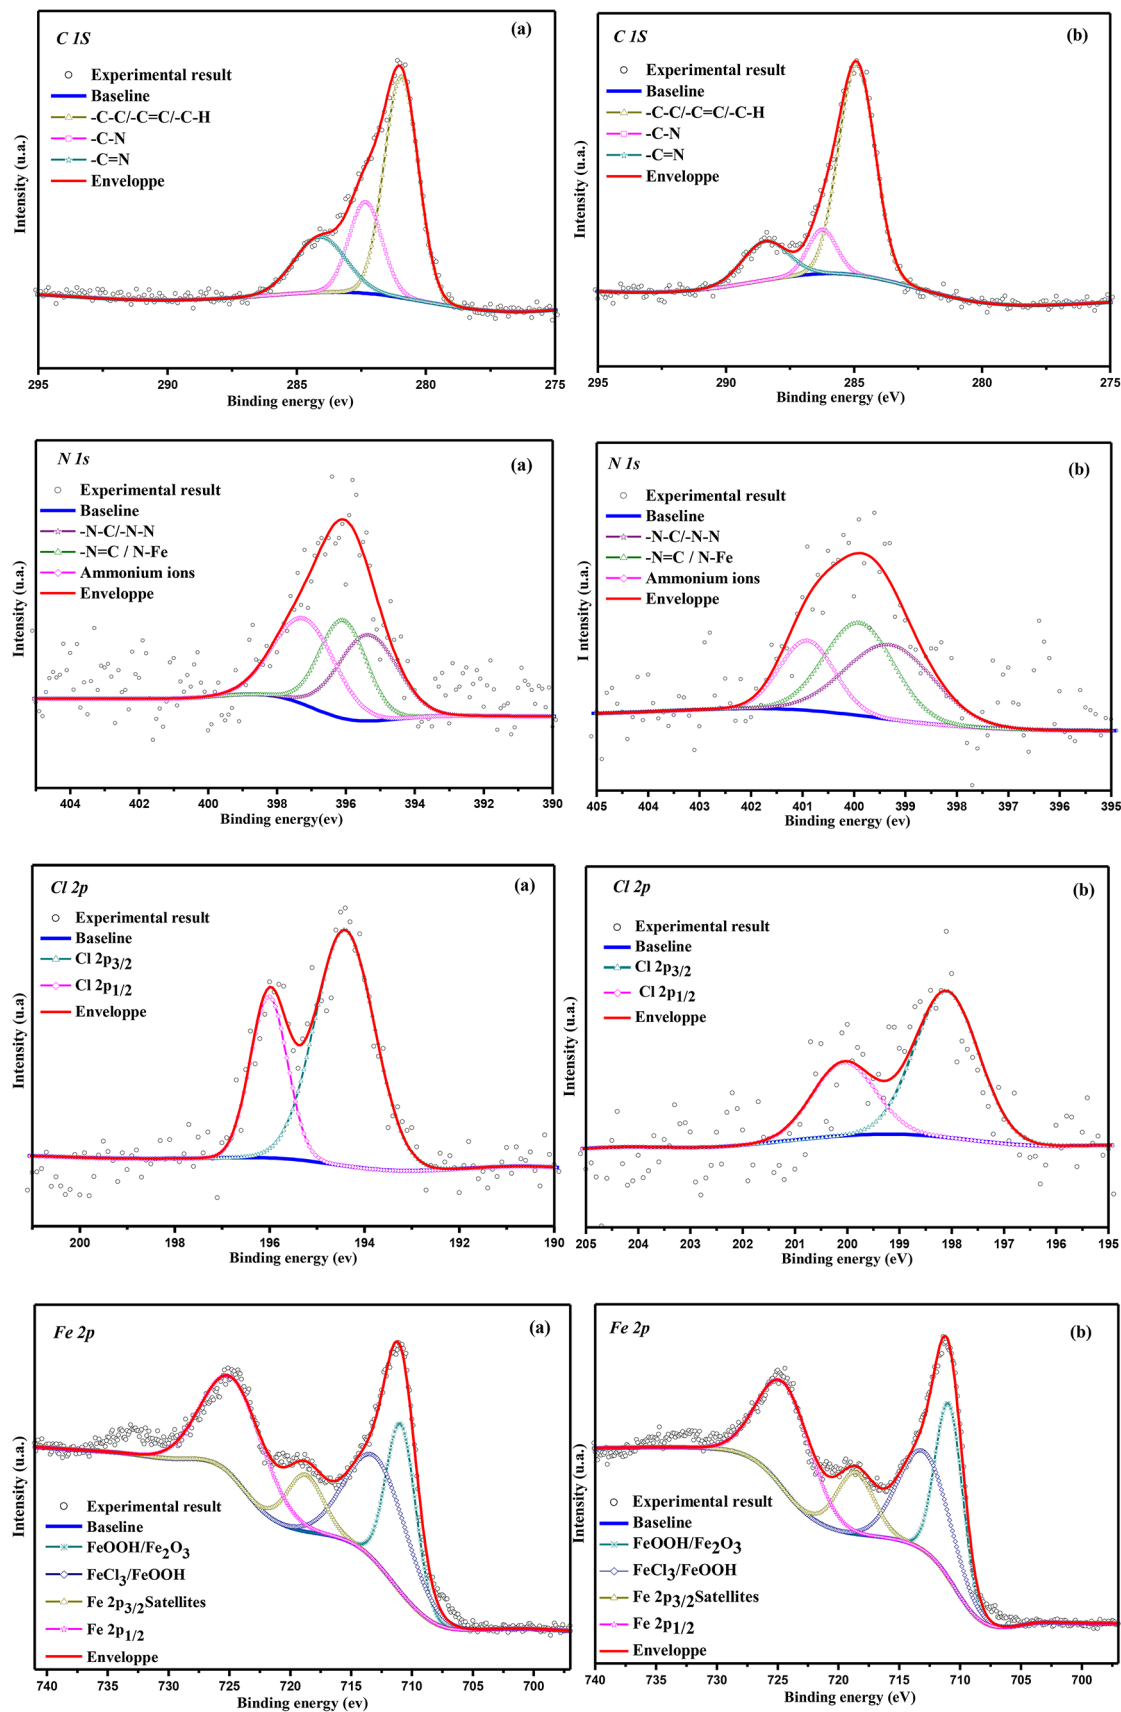 C 1S
(a)
Experimental result
Baseline
-C-C/-C=C/-C-H
-C-N
-C=N
Enveloppe
Intensity (u.a.)
295 290 285 280 275
Binding energy (ev)
C 1S
(b)
Experimental result
Baseline
-C-C/-C=C/-C-H
-C-N
-C=N
Enveloppe
Intensity (u.a.)
295 290 285 280 275
Binding energy (eV)
N 1s
(a)
Experimental result
Baseline
-N-C/-N-N
-N=C / N-Fe
Ammonium ions
Enveloppe
Intensity (u.a.)
404 402 400 398 396 394 392 390
Binding energy(ev)
N 1s
(b)
Experimental result
Baseline
-N-C/-N-N
-N=C / N-Fe
Ammonium ions
Enveloppe
I ntensity (u.a.)
405 404 403 402 401 400 399 398 397 396 395
Binding energy (ev)
Cl 2p
(a)
Experimental result
Baseline
Cl 2p3/2
Cl 2p1/2
Enveloppe
Intensity (u.a)
200 198 196 194 192 190
Binding energy (ev)
Cl 2p
(b)
Experimental result
Baseline
Cl 2p3/2
Cl 2p1/2
Enveloppe
Intensity (u.a.)
205 204 203 202 201 200 199 198 197 196 195
Binding energy (eV)
Fe 2p
(a)
Experimental result
Baseline
FeOOH/Fe2O3
FeCl3/FeOOH
Fe 2p3/2Satellites
Fe 2p1/2
Enveloppe
Intensity (u.a.)
740 735 730 725 720 715 710 705 700
Binding energy (ev)
Fe 2p
(b)
Experimental result
Baseline
FeOOH/Fe2O3
FeCl3/FeOOH
Fe 2p3/2Satellites
Fe 2p1/2
Enveloppe
Intensity (u.a.)
740 735 730 725 720 715 710 705 700
Binding energy (eV)